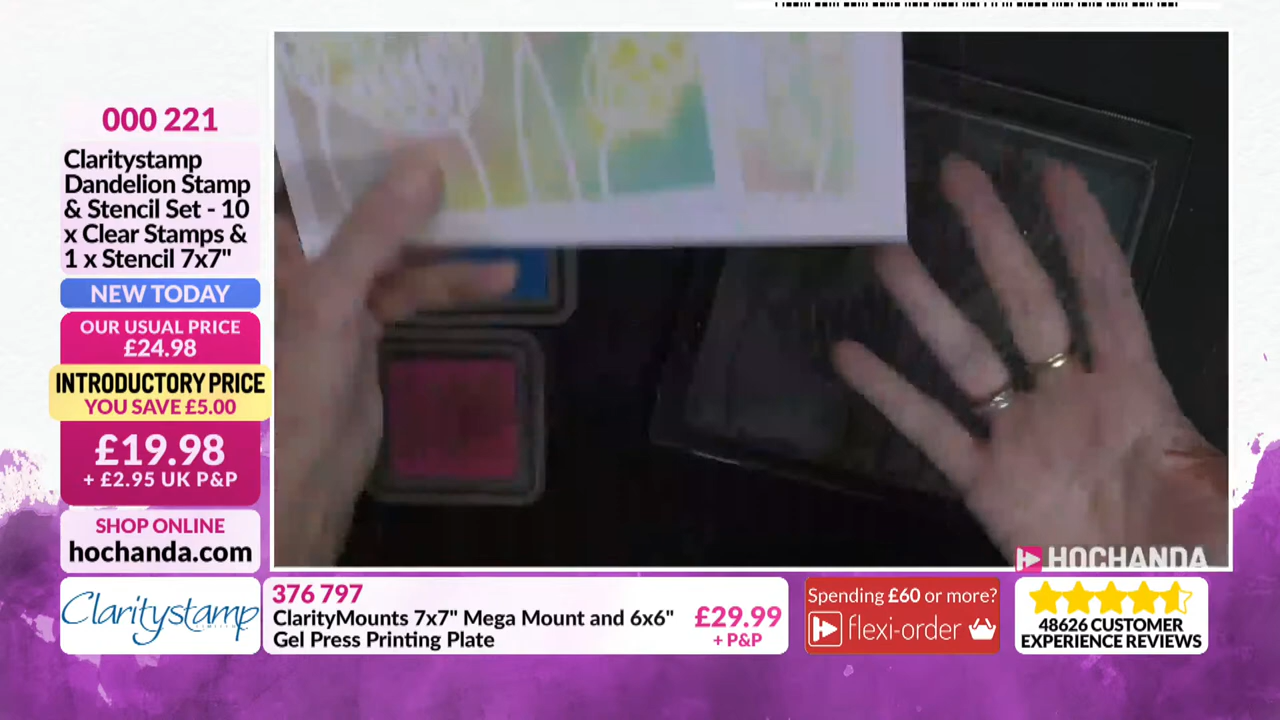 000 221
Claritystamp
Dandelion Stamp
& Stencil Set - 10
x Clear Stamps &
1 x Stencil 7x7"
NEW TODAY
OUR USUAL PRICE
£24.98
INTRODUCTORY PRICE
YOU SAVE £5.00
£19.98
+ £2.95 UK P&P
SHOP ONLINE
hochanda.com
HOCHANDA
Claritystamp
376 797
ClarityMounts 7x7" Mega Mount and 6x6"
Gel Press Printing Plate
£29.99
+ P&P
Spending £60 or more?
flexi-order
48626 CUSTOMER
EXPERIENCE REVIEWS